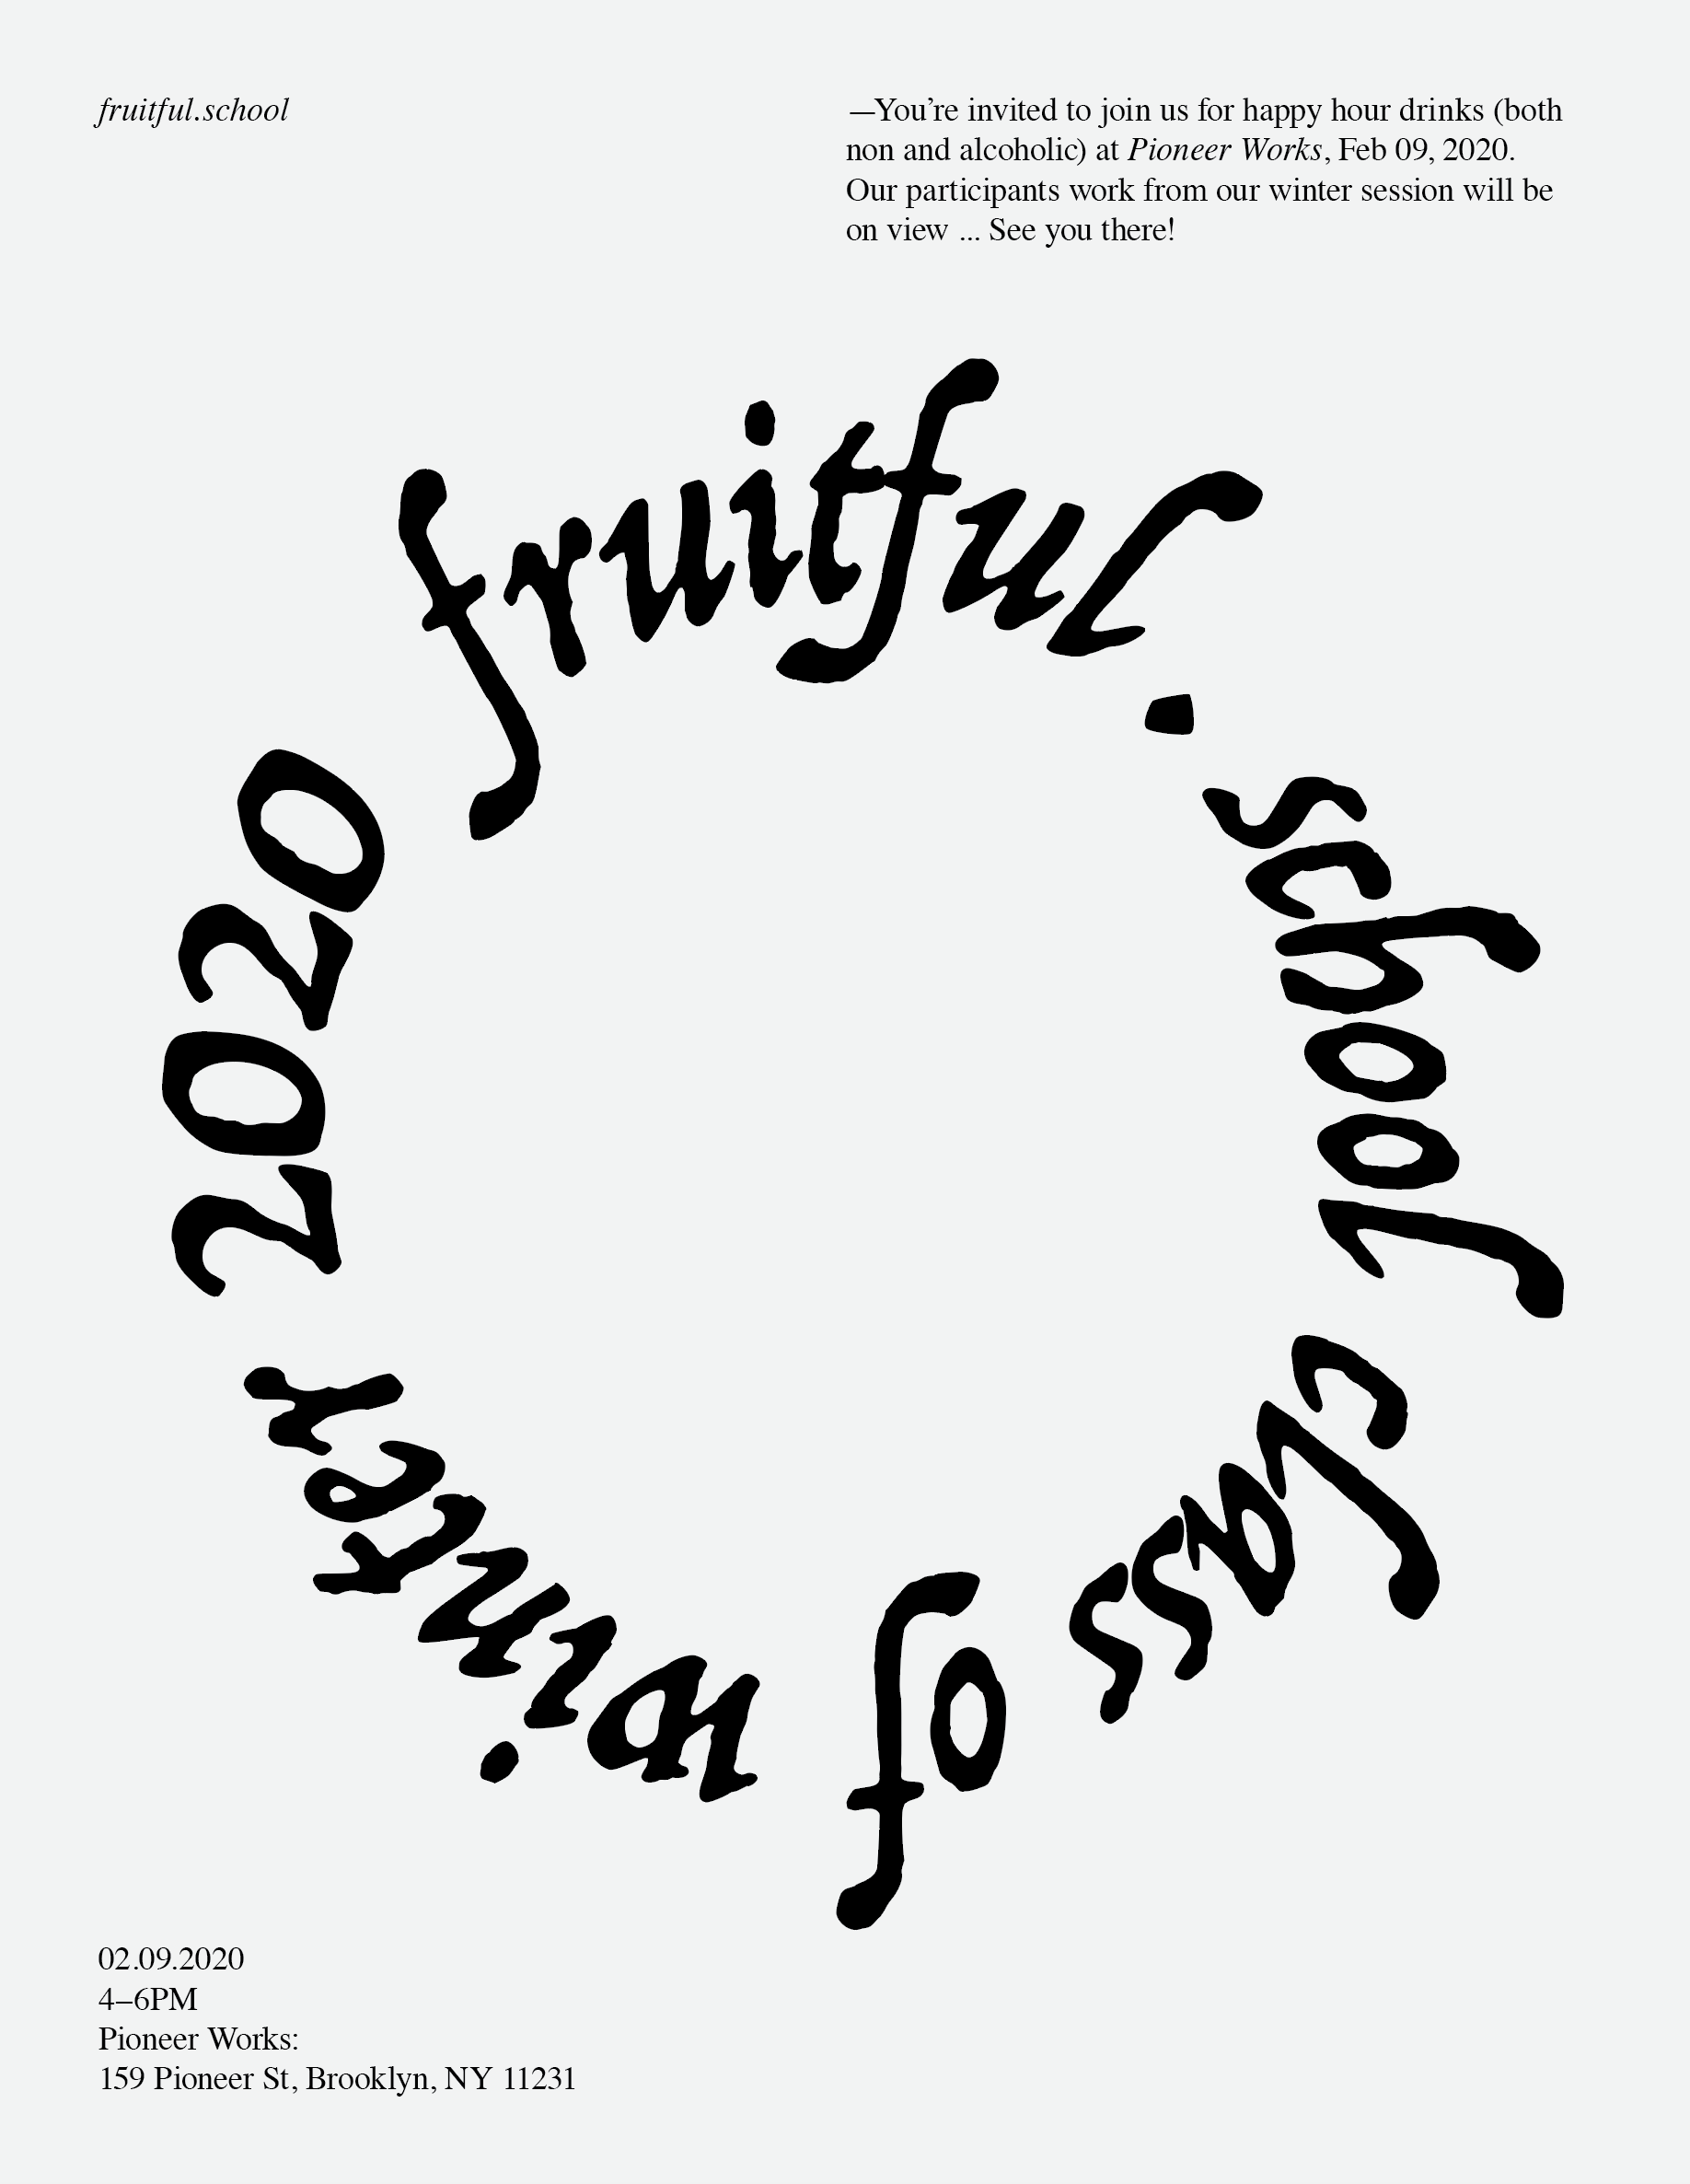 fruitful.school
—You’re invited to join us for happy hour drinks (both
non and alcoholic) at Pioneer Works, Feb 09, 2020.
Our participants work from our winter session will be
on view ... See you there!
fruitful.school class of winter 2020
02.09.2020
4–6PM
Pioneer Works:
159 Pioneer St, Brooklyn, NY 11231